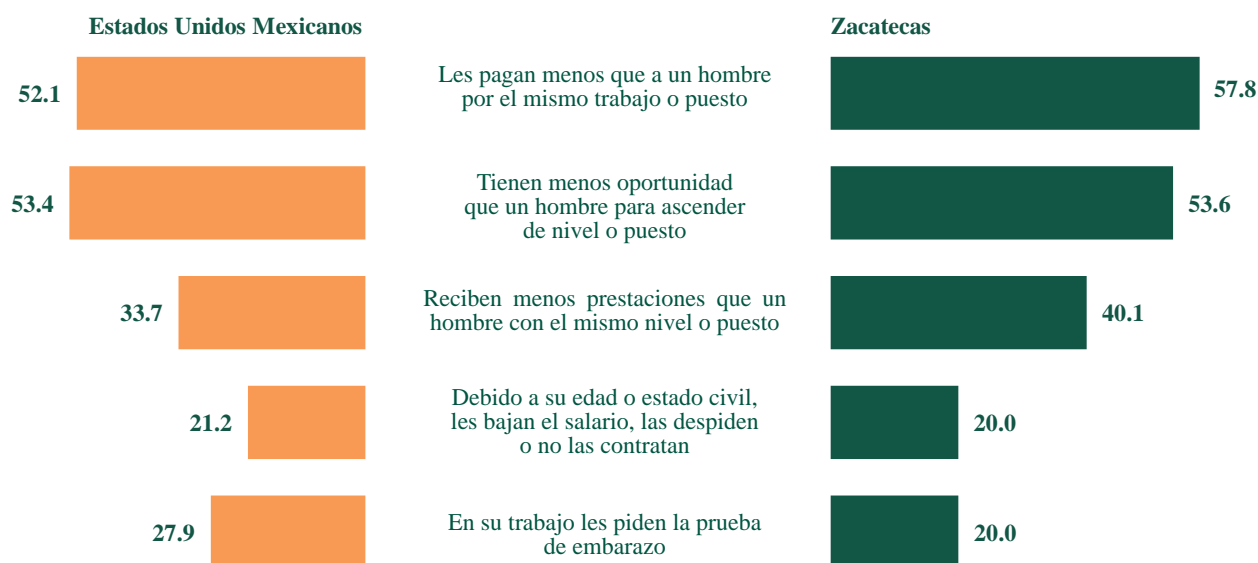 Estados Unidos Mexicanos
Zacatecas
52.1
Les pagan menos que a un hombre
por el mismo trabajo o puesto
57.8
53.4
Tienen menos oportunidad
que un hombre para ascender
de nivel o puesto
53.6
33.7
Reciben menos prestaciones que un
hombre con el mismo nivel o puesto
40.1
21.2
Debido a su edad o estado civil,
les bajan el salario, las despiden
o no las contratan
20.0
27.9
En su trabajo les piden la prueba
de embarazo
20.0